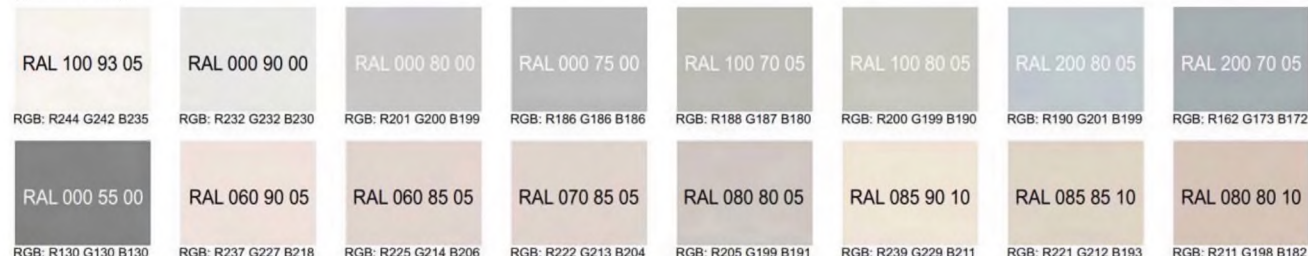 RAL 100 93 05
RAL 000 90 00
RAL 000 80 00
RAL 000 75 00
RAL 100 70 05
RAL 100 80 05
RAL 200 80 05
RAL 200 70 05
RGB: R244 G242 B235
RGB: R232 G232 B230
RGB: R201 G200 B199
RGB: R186 G186 B186
RGB: R188 G187 B180
RGB: R200 G199 B190
RGB: R190 G201 B199
RGB: R162 G173 B172
RAL 000 55 00
RAL 060 90 05
RAL 060 85 05
RAL 070 85 05
RAL 080 80 05
RAL 085 90 10
RAL 085 85 10
RAL 080 80 10
RGB: R130 G130 B130
RGB: R237 G227 B218
RGB: R225 G214 B206
RGB: R222 G213 B204
RGB: R205 G199 B191
RGB: R239 G229 B211
RGB: R221 G212 B193
RGB: R211 G198 B182